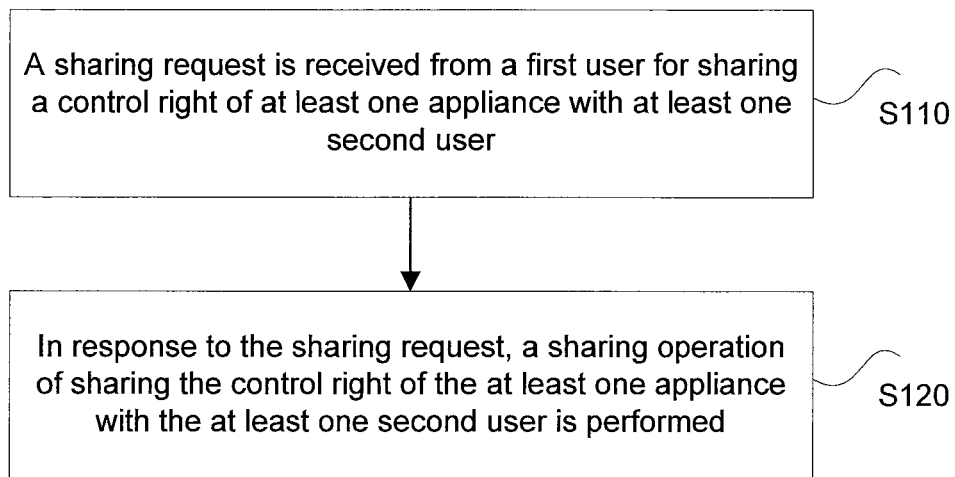 A sharing request is received from a first user for sharing
a control right of at least one appliance with at least one
second user
S110
In response to the sharing request, a sharing operation
of sharing the control right of the at least one appliance
with the at least one second user is performed
S120